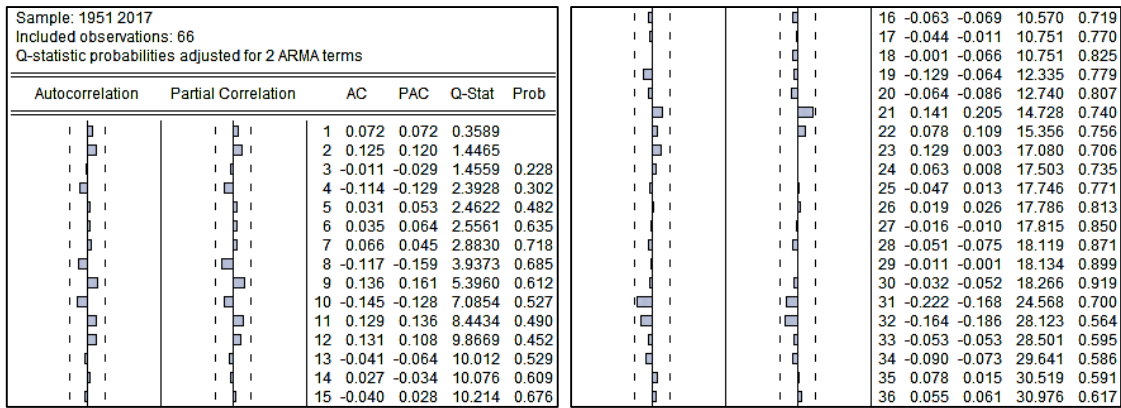 Sample: 1951 2017
Included observations: 66
Q-statistic probabilities adjusted for 2 ARMA terms
Autocorrelation Partial Correlation AC PAC Q-Stat Prob
1 0.072 0.072 0.3589
2 0.125 0.120 1.4465
3 -0.011 -0.029 1.4559 0.228
4 -0.114 -0.129 2.3928 0.302
5 0.031 0.053 2.4622 0.482
6 0.035 0.064 2.5561 0.635
7 0.066 0.045 2.8830 0.718
8 -0.117 -0.159 3.9373 0.685
9 0.136 0.161 5.3960 0.612
10 -0.145 -0.128 7.0854 0.527
11 0.129 0.136 8.4434 0.490
12 0.131 0.108 9.8669 0.452
13 -0.041 -0.064 10.012 0.529
14 0.027 -0.034 10.076 0.609
15 -0.040 0.028 10.214 0.676
16 -0.063 -0.069 10.570 0.719
17 -0.044 -0.011 10.751 0.770
18 -0.001 -0.066 10.751 0.825
19 -0.129 -0.064 12.335 0.779
20 -0.064 -0.086 12.740 0.807
21 0.141 0.205 14.728 0.740
22 0.078 0.109 15.356 0.756
23 0.129 0.003 17.080 0.706
24 0.063 0.008 17.503 0.735
25 -0.047 0.013 17.746 0.771
26 0.019 0.026 17.786 0.813
27 -0.016 -0.010 17.815 0.850
28 -0.051 -0.075 18.119 0.871
29 -0.011 -0.001 18.134 0.899
30 -0.032 -0.052 18.266 0.919
31 -0.222 -0.168 24.568 0.700
32 -0.164 -0.186 28.123 0.564
33 -0.053 -0.053 28.501 0.595
34 -0.090 -0.073 29.641 0.586
35 0.078 0.015 30.519 0.591
36 0.055 0.061 30.976 0.617